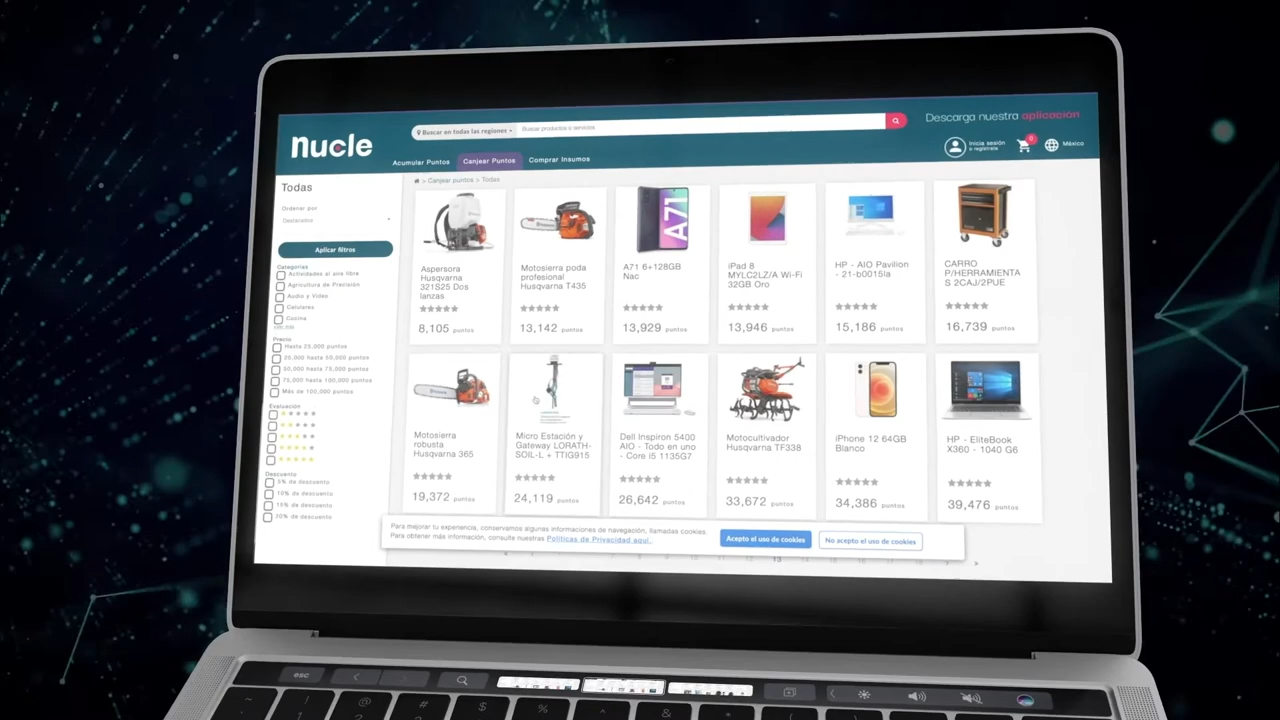 nucle
Buscar en todas las regiones
Buscar productos o servicios
Descarga nuestra aplicación
Inicia sesión
o regístrate
0
México
Acumular Puntos
Canjear Puntos
Comprar Insumos
> Canjear puntos > Todas
Todas
Ordenar por
Destacados
Aplicar filtros
Categorías
Actividades al aire libre
Agricultura de Precisión
Audio y Video
Celulares
Cocina
Ver más
Precio
Hasta 25,000 puntos
25,000 hasta 50,000 puntos
50,000 hasta 75,000 puntos
75,000 hasta 100,000 puntos
Más de 100,000 puntos
Evaluación
Descuento
5% de descuento
10% de descuento
15% de descuento
20% de descuento
Aspersora
Husqvarna
321S25 Dos
lanzas
8,105 puntos
Motosierra poda
profesional
Husqvarna T435
13,142 puntos
A71
A71 6+128GB
Nac
13,929 puntos
iPad 8
MYLC2LZ/A Wi-Fi
32GB Oro
13,946 puntos
HP - AIO Pavilion
- 21-b0015la
15,186 puntos
CARRO
P/HERRAMIENTA
S 2CAJ/2PUE
16,739 puntos
Motosierra
robusta
Husqvarna 365
19,372 puntos
Micro Estación y
Gateway LORATH-
SOIL-L + TTIG915
24,119 puntos
Dell Inspiron 5400
AIO - Todo en uno
- Core i5 1135G7
26,642 puntos
Motocultivador
Husqvarna TF338
33,672 puntos
iPhone 12 64GB
Blanco
34,386 puntos
HP - EliteBook
X360 - 1040 G6
39,476 puntos
Para mejorar tu experiencia, conservamos algunas informaciones de navegación, llamadas cookies.
Para obtener más información, consulte nuestras Políticas de Privacidad aquí.
Acepto el uso de cookies
No acepto el uso de cookies
esc